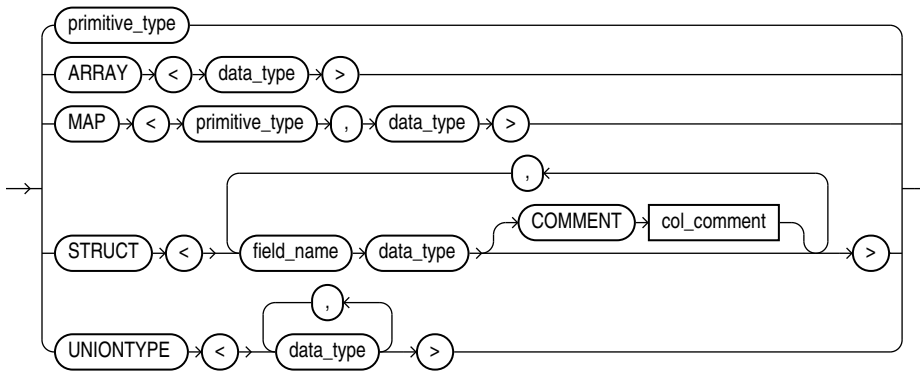 primitive_type
ARRAY < data_type >
MAP < primitive_type , data_type >
,
COMMENT col_comment
STRUCT < field_name data_type >
,
UNIONTYPE < data_type >